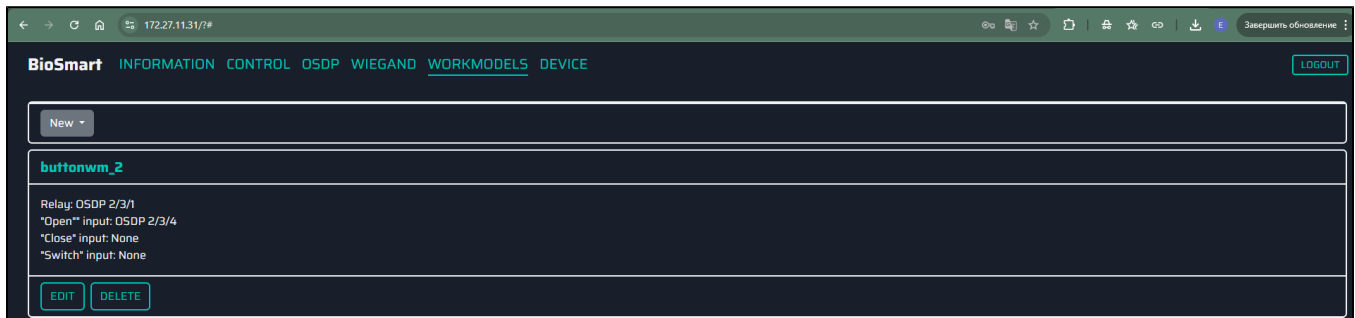 172.27.11.31/?#
E
Завершить обновление
BioSmart INFORMATION CONTROL OSDP WIEGAND WORKMODELS DEVICE
LOGOUT
New
buttonwm_2
Relay: OSDP 2/3/1
"Open"" input: OSDP 2/3/4
"Close" input: None
"Switch" input: None
EDIT DELETE